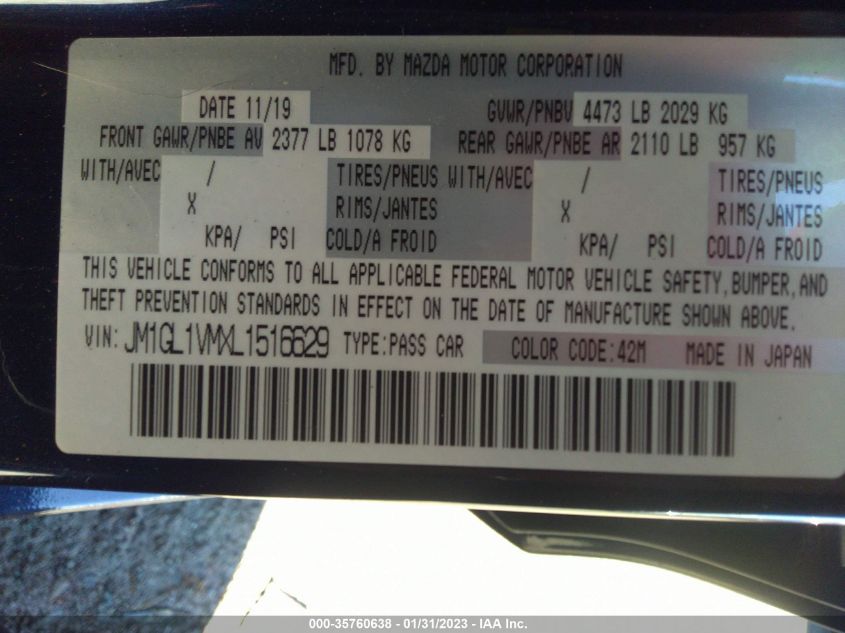 MFD. BY MAZDA MOTOR CORPORATION
DATE 11/19 GVWR/PNBV 4473 LB 2029 KG
FRONT GAWR/PNBE AV 2377 LB 1078 KG REAR GAWR/PNBE AR 2110 LB 957 KG
WITH/AVEC / TIRES/PNEUS WITH/AVEC / TIRES/PNEUS
X RIMS/JANTES X RIMS/JANTES
KPA/ PSI COLD/A FROID KPA/ PSI COLD/A FROID
THIS VEHICLE CONFORMS TO ALL APPLICABLE FEDERAL MOTOR VEHICLE SAFETY, BUMPER, AND
THEFT PREVENTION STANDARDS IN EFFECT ON THE DATE OF MANUFACTURE SHOWN ABOVE.
VIN: JM1GL1VMXL1516629 TYPE:PASS CAR COLOR CODE:42M MADE IN JAPAN
000-35760638 - 01/31/2023 - IAA Inc.